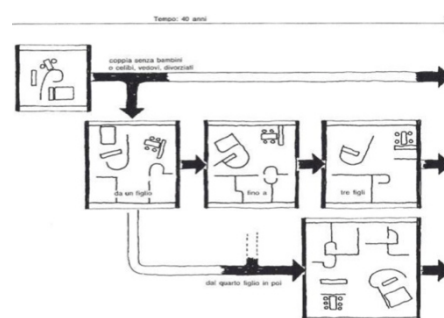 Tempo: 40 anni
coppia senza bambini
o celibi, vedovi, divorziati
da un figlio
fino a
tre figli
dal quarto figlio in poi